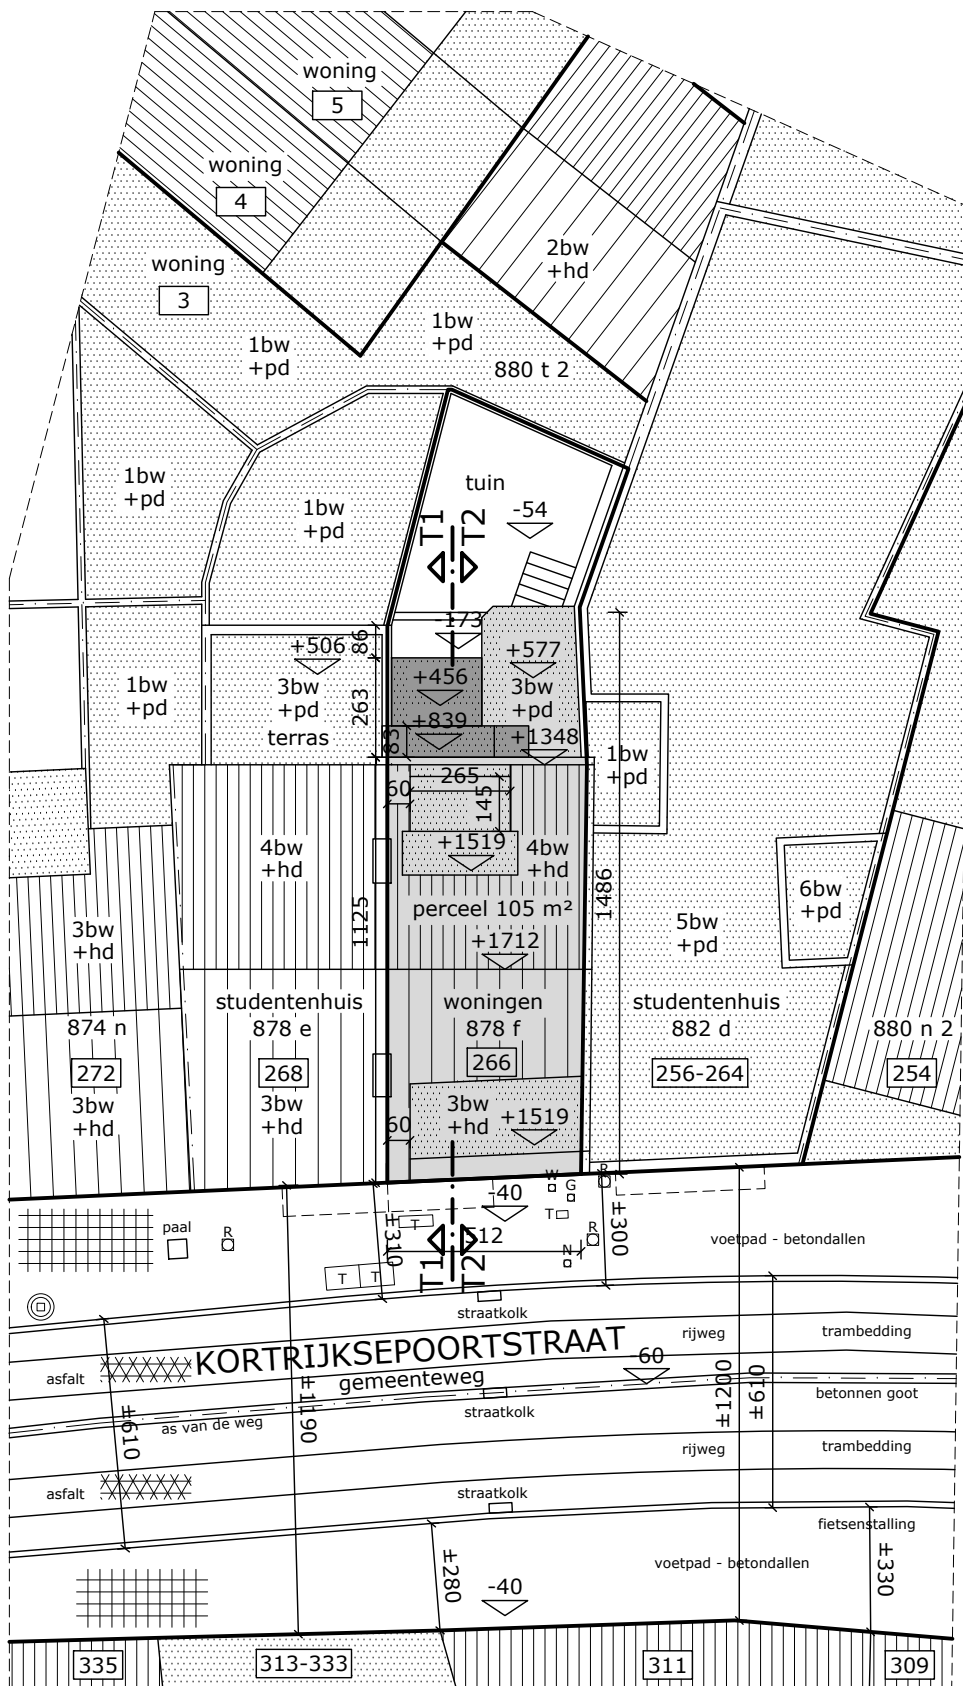 woning
5
woning
4
woning
3
2bw
+hd
1bw
+pd
1bw
+pd
880 t 2
1bw
+pd
1bw
+pd
tuin
-54
T1
T2
-173
86
+506
+577
+456
3bw
+pd
1bw
+pd
3bw
+pd
263
+839
terras
83
+1348
1bw
+pd
265
60
145
4bw
+hd
+1519
4bw
+hd
1486
6bw
+pd
perceel 105 m²
1125
5bw
+pd
3bw
+hd
+1712
studentenhuis
878 e
woningen
878 f
studentenhuis
882 d
874 n
880 n 2
272
268
266
256-264
254
3bw
+hd
3bw
+hd
3bw
+hd
+1519
60
W
G
R
-40
T
paal
R
T
±310
512
±300
R
N
voetpad - betondallen
T1
T2
T
T
straatkolk
rijweg
trambedding
KORTRIJKSEPOORTSTRAAT
-60
gemeenteweg
asfalt
±1190
±1200
±610
betonnen goot
±610
as van de weg
straatkolk
rijweg
trambedding
asfalt
straatkolk
fietsenstalling
±280
voetpad - betondallen
±330
-40
335
313-333
311
309